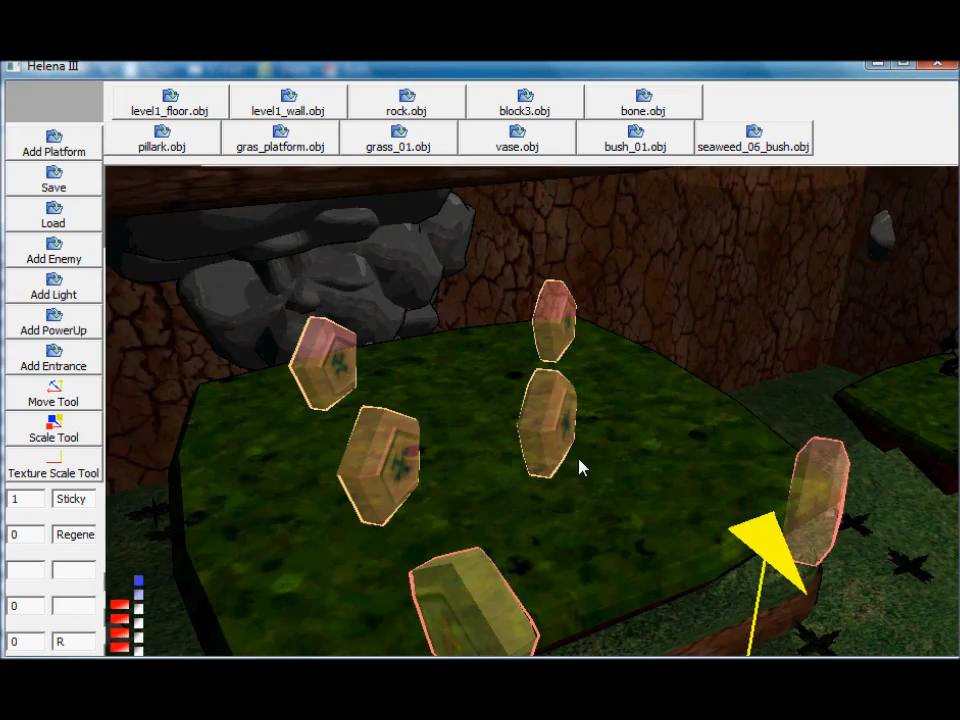 Helena III
level1_floor.obj level1_wall.obj rock.obj block3.obj bone.obj
pillark.obj gras_platform.obj grass_01.obj vase.obj bush_01.obj seaweed_06_bush.obj
Add Platform
Save
Load
Add Enemy
Add Light
Add PowerUp
Add Entrance
Move Tool
Scale Tool
Texture Scale Tool
1 Sticky
0 Regene
0
0 R